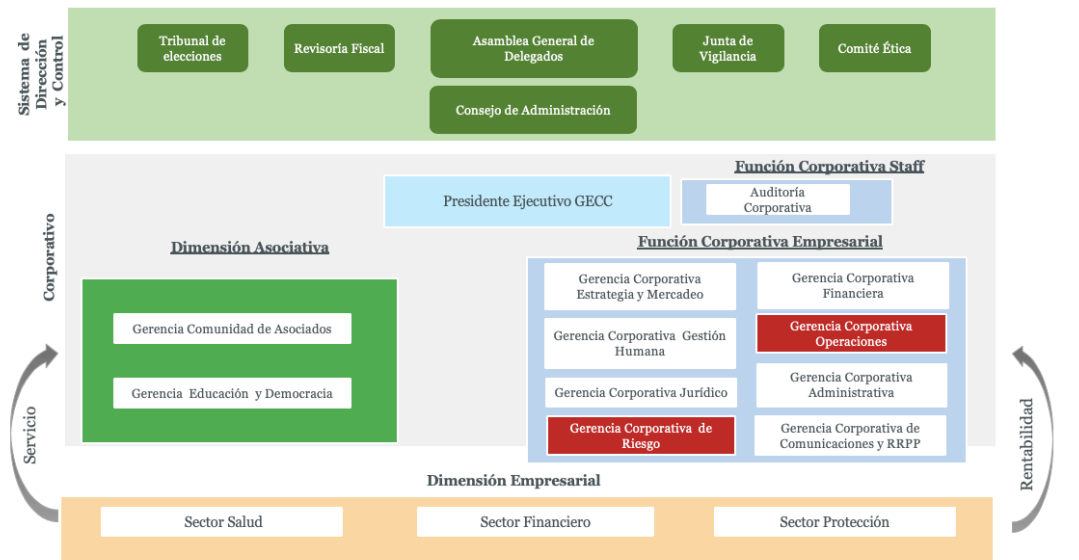 Sistema de
Dirección
y Control
Tribunal de
elecciones
Revisoría Fiscal
Asamblea General de
Delegados
Junta de
Vigilancia
Comité Ética
Consejo de Administración
Corporativo
Función Corporativa Staff
Presidente Ejecutivo GECC
Auditoría
Corporativa
Dimensión Asociativa
Gerencia Comunidad de Asociados
Gerencia Educación y Democracia
Función Corporativa Empresarial
Gerencia Corporativa
Estrategia y Mercadeo
Gerencia Corporativa
Financiera
Gerencia Corporativa Gestión
Humana
Gerencia Corporativa
Operaciones
Gerencia Corporativa Jurídico
Gerencia Corporativa
Administrativa
Gerencia Corporativa de
Riesgo
Gerencia Corporativa de
Comunicaciones y RRPP
Servicio
Rentabilidad
Dimensión Empresarial
Sector Salud
Sector Financiero
Sector Protección